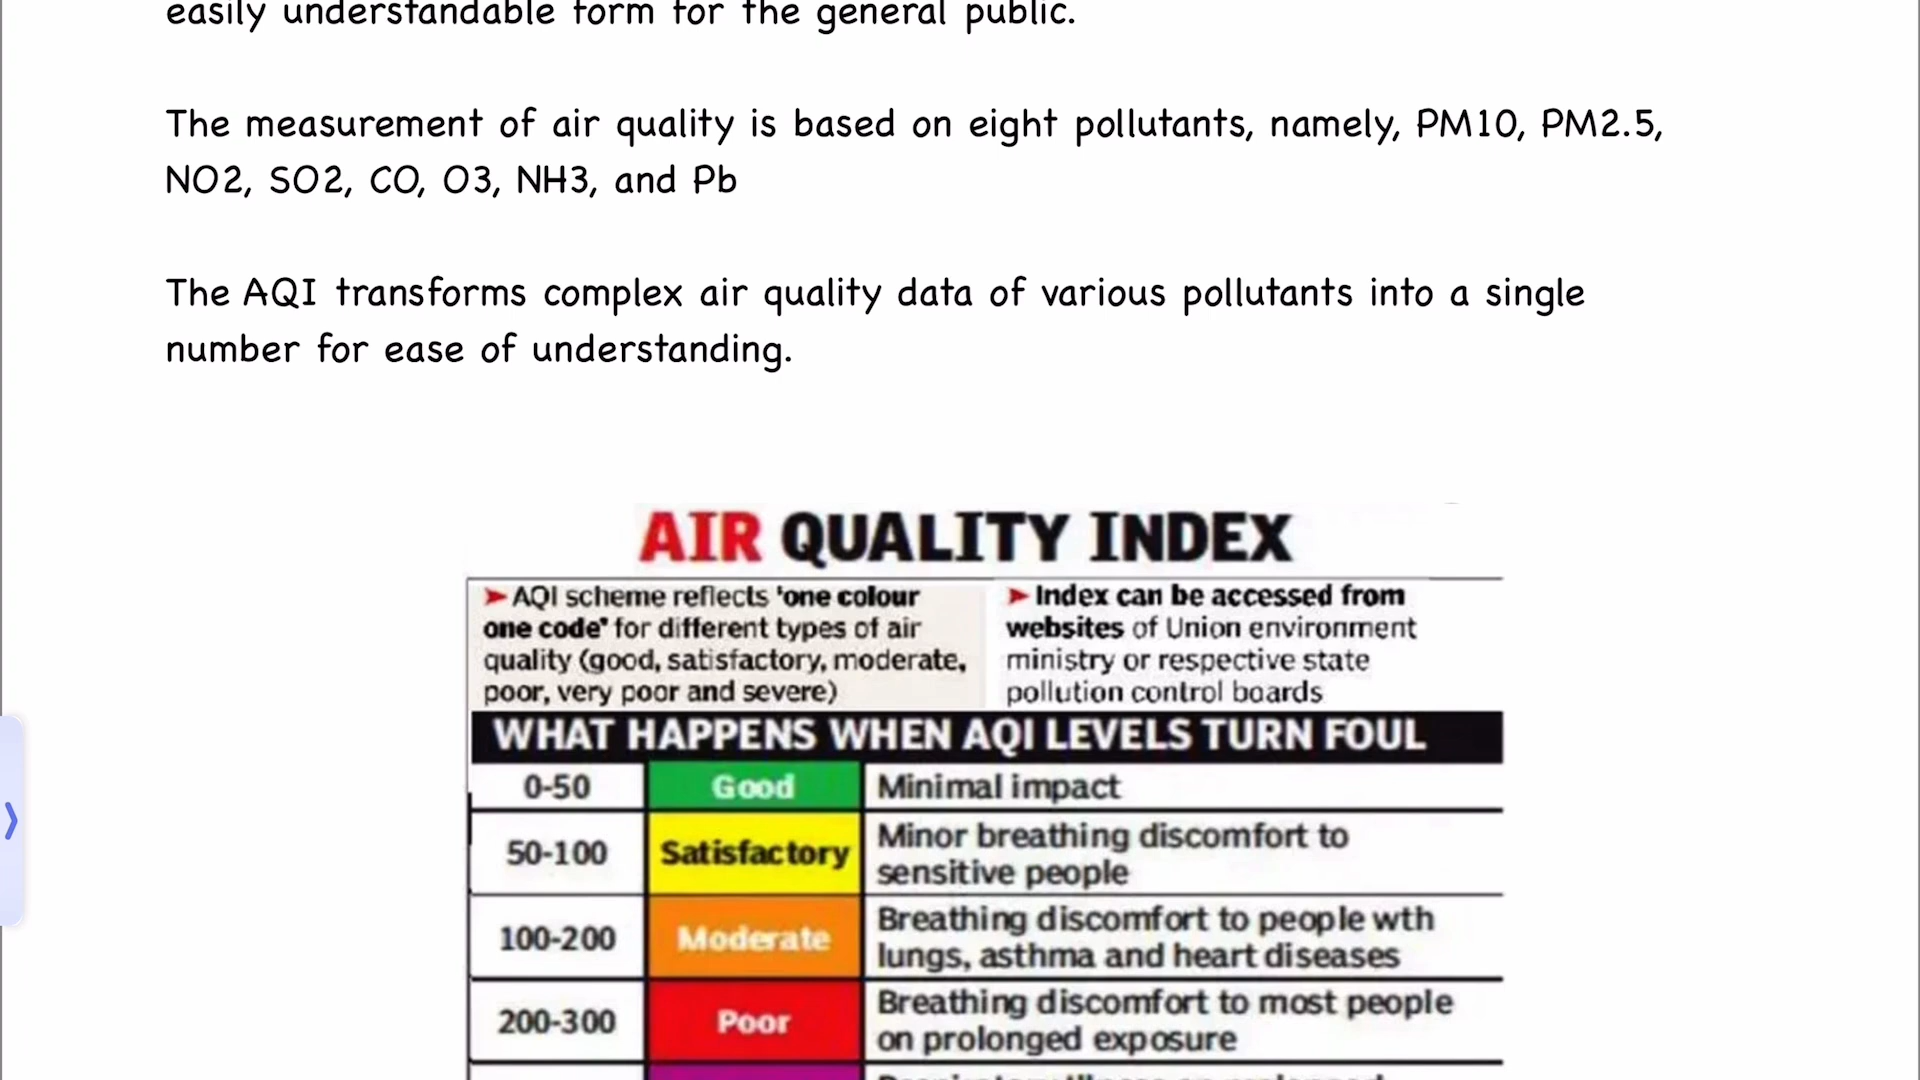 easily understandable form for the general public.
The measurement of air quality is based on eight pollutants, namely, PM10, PM2.5,
NO2, SO2, CO, O3, NH3, and Pb
The AQI transforms complex air quality data of various pollutants into a single
number for ease of understanding.
AIR QUALITY INDEX
➤ AQI scheme reflects 'one colour
one code' for different types of air
quality (good, satisfactory, moderate,
poor, very poor and severe)
➤ Index can be accessed from
websites of Union environment
ministry or respective state
pollution control boards
WHAT HAPPENS WHEN AQI LEVELS TURN FOUL
0-50 Good Minimal impact
50-100 Satisfactory Minor breathing discomfort to
sensitive people
100-200 Moderate Breathing discomfort to people wth
lungs, asthma and heart diseases
200-300 Poor Breathing discomfort to most people
on prolonged exposure